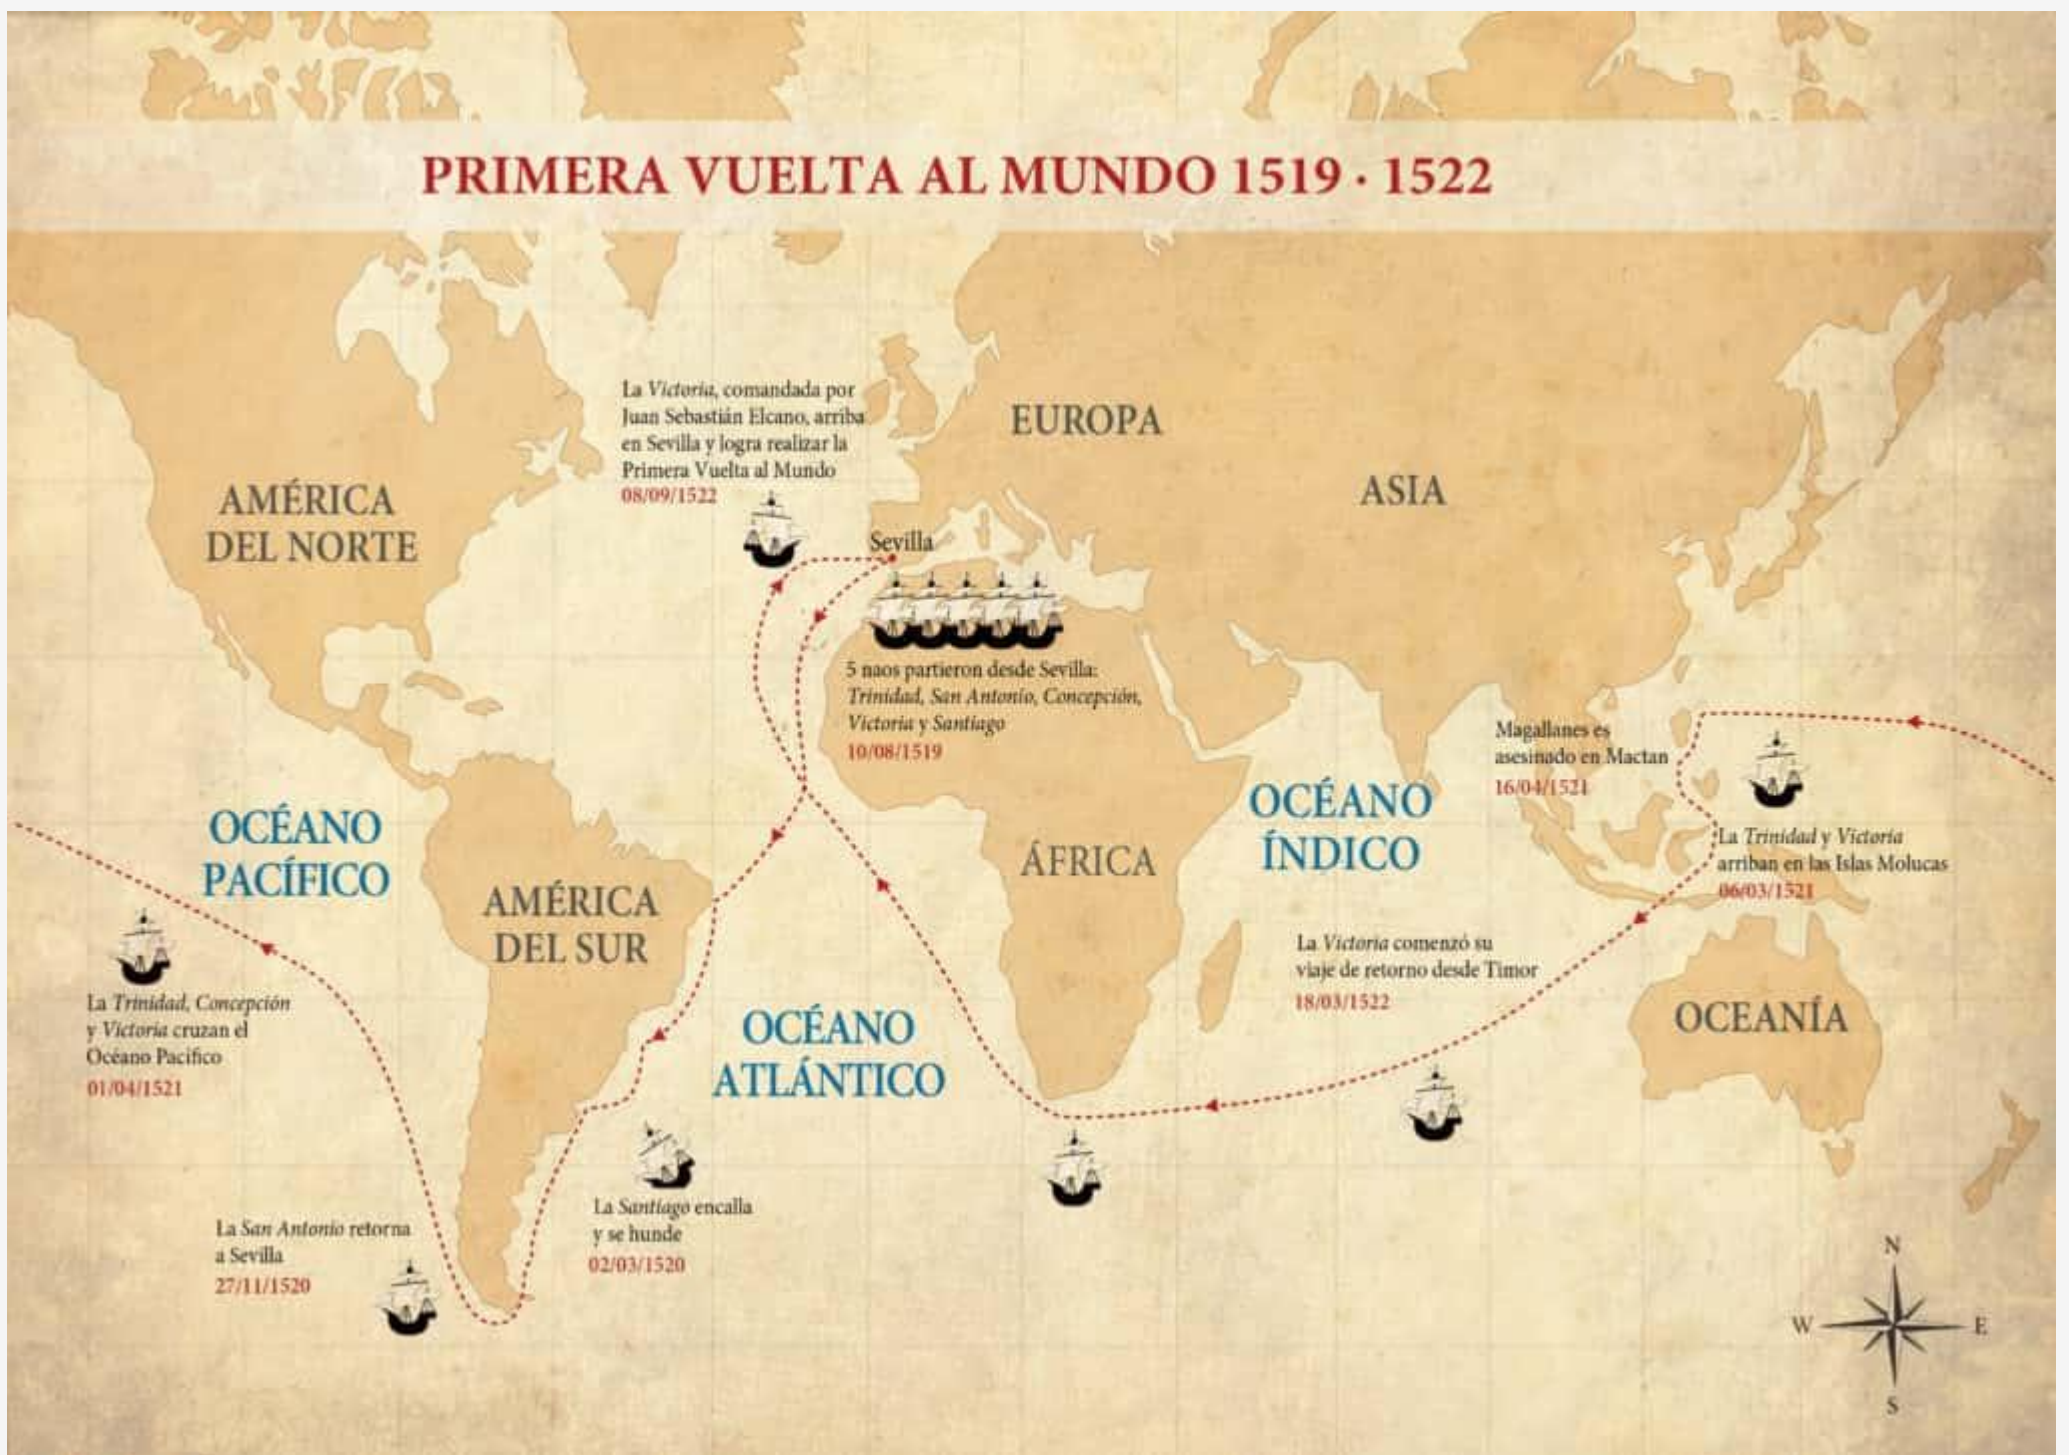 PRIMERA VUELTA AL MUNDO 1519 · 1522
La Victoria, comandada por
Juan Sebastián Elcano, arriba
en Sevilla y logra realizar la
Primera Vuelta al Mundo
08/09/1522
EUROPA
ASIA
AMÉRICA
DEL NORTE
Sevilla
5 naos partieron desde Sevilla:
Trinidad, San Antonio, Concepción,
Victoria y Santiago
10/08/1519
Magallanes es
asesinado en Mactan
16/04/1521
OCÉANO
PACÍFICO
OCÉANO
ÍNDICO
ÁFRICA
La Trinidad y Victoria
arriban en las Islas Molucas
06/03/1521
AMÉRICA
DEL SUR
La Victoria comenzó su
viaje de retorno desde Timor
18/03/1522
La Trinidad, Concepción
y Victoria cruzan el
Océano Pacífico
01/04/1521
OCÉANO
ATLÁNTICO
OCEANÍA
La Santiago encalla
y se hunde
02/03/1520
La San Antonio retorna
a Sevilla
27/11/1520
N
W
E
S